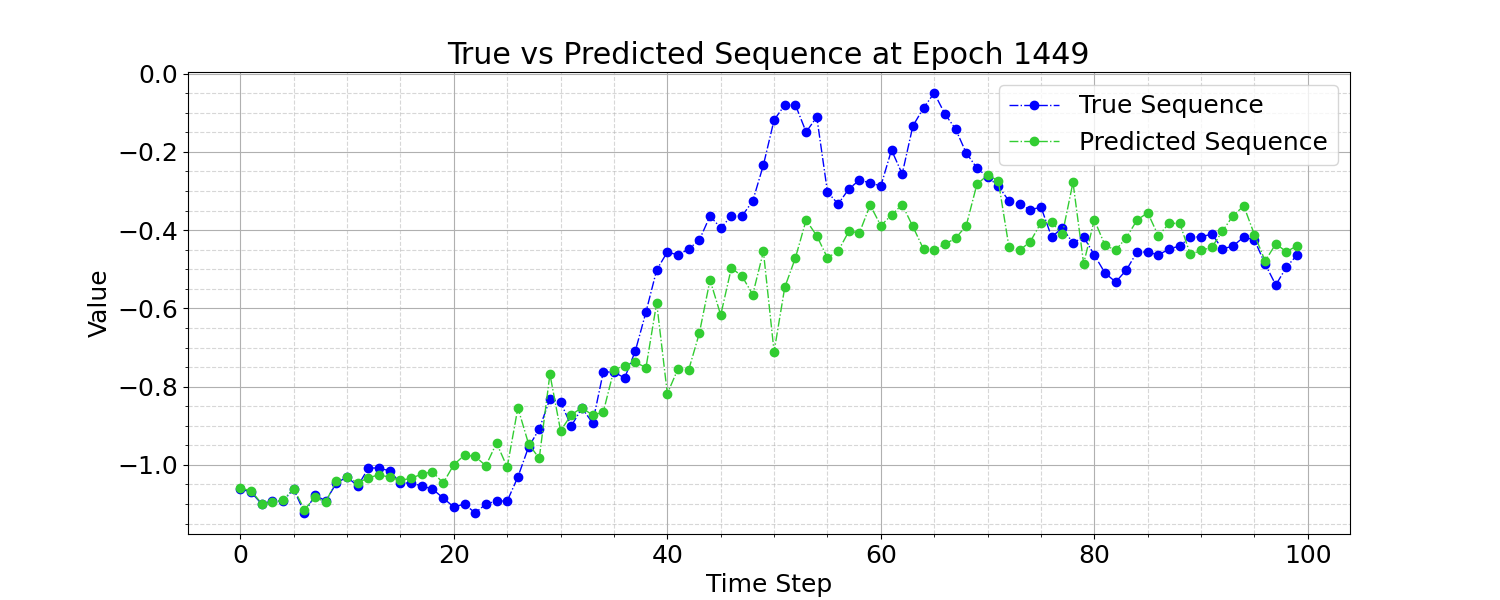 True vs Predicted Sequence at Epoch 1449
True Sequence
Predicted Sequence
Value
0.0
−0.2
−0.4
−0.6
−0.8
−1.0
0 20 40 60 80 100
Time Step